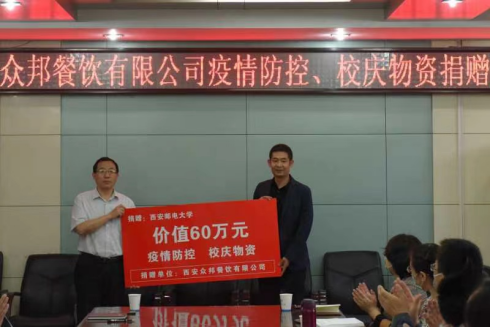 众邦餐饮有限公司疫情防控、校庆物资捐赠
捐赠：西安邮电大学
价值60万元
疫情防控 校庆物资
捐赠单位：西安众邦餐饮有限公司